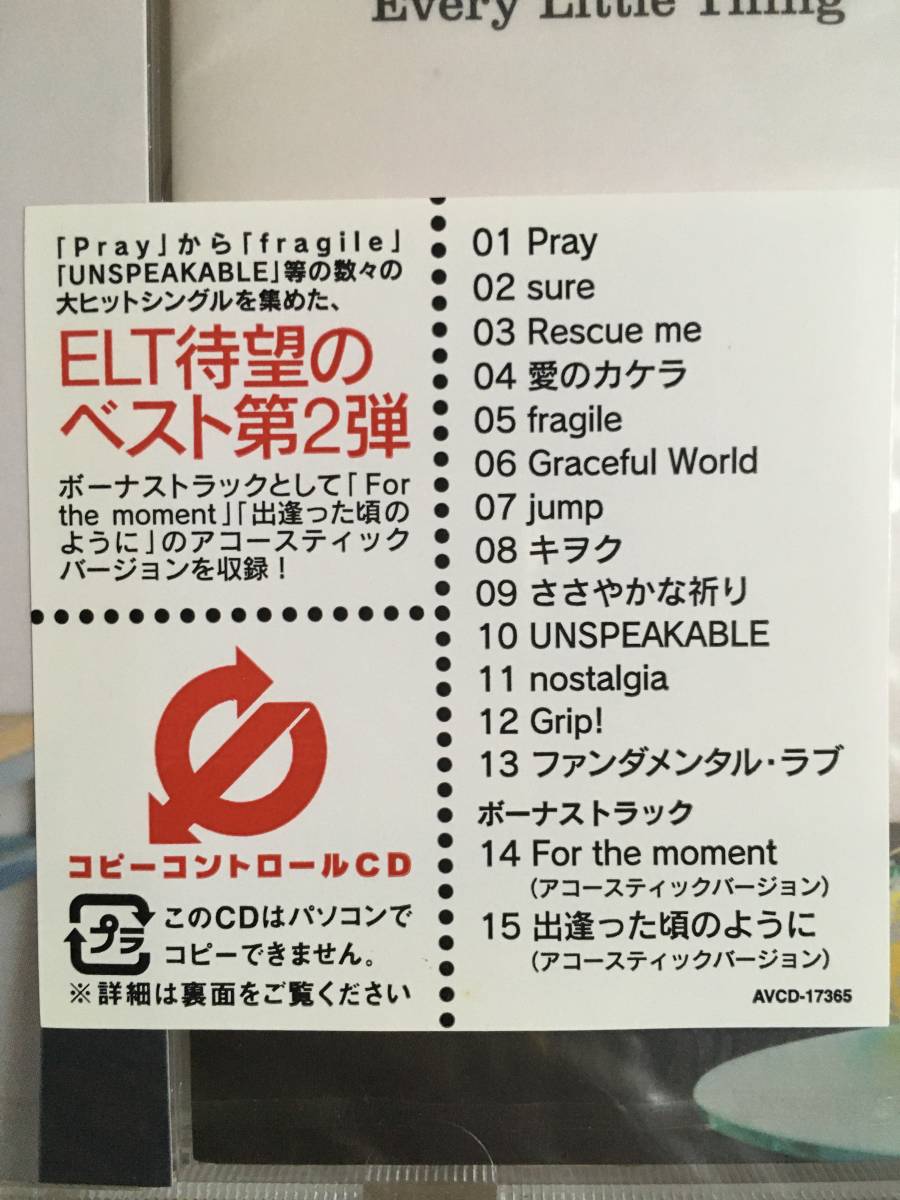 Every Little Thing
「Pray」から「fragile」
「UNSPEAKABLE」等の数々の
大ヒットシングルを集めた、
ELT待望の
ベスト第2弾
ボーナストラックとして「For
the moment」「出逢った頃の
ように」のアコースティック
バージョンを収録！
コピーコントロールCD
プラ
このCDはパソコンで
コピーできません。
※詳細は裏面をご覧ください
01 Pray
02 sure
03 Rescue me
04 愛のカケラ
05 fragile
06 Graceful World
07 jump
08 キヲク
09 ささやかな祈り
10 UNSPEAKABLE
11 nostalgia
12 Grip!
13 ファンダメンタル・ラブ
ボーナストラック
14 For the moment
（アコースティックバージョン）
15 出逢った頃のように
（アコースティックバージョン）
AVCD-17365